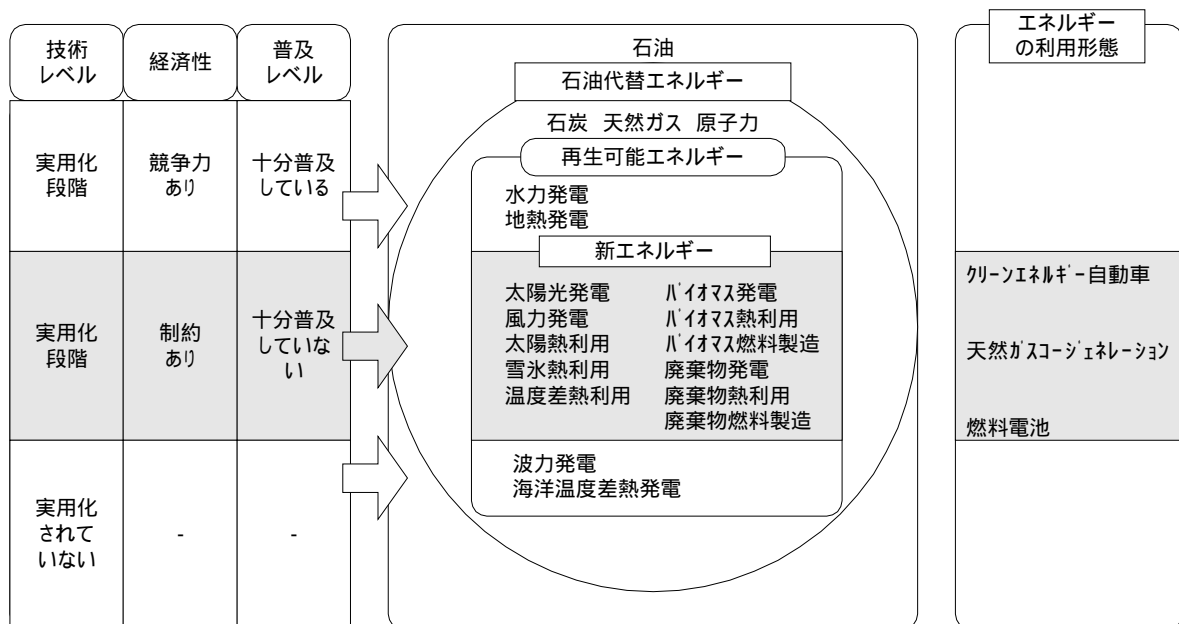 技術
レベル
経済性
普及
レベル
実用化
段階
競争力
あり
十分普及
している
実用化
段階
制約
あり
十分普及
していな
い
実用化
されて
いない
-
-
石油
石油代替エネルギー
石炭 天然ガス 原子力
再生可能エネルギー
水力発電
地熱発電
新エネルギー
太陽光発電
風力発電
太陽熱利用
雪氷熱利用
温度差熱利用
バイオマス発電
バイオマス熱利用
バイオマス燃料製造
廃棄物発電
廃棄物熱利用
廃棄物燃料製造
波力発電
海洋温度差熱発電
エネルギー
の利用形態
クリーンエネルギー自動車
天然ガスコージェネレーション
燃料電池